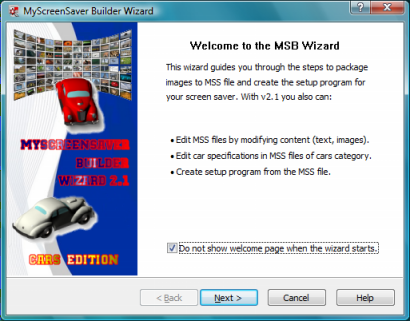 MyScreenSaver Builder Wizard
Welcome to the MSB Wizard
This wizard guides you through the steps to package
images to MSS file and create the setup program for
your screen saver. With v2.1 you also can:
• Edit MSS files by modifying content (text, images).
• Edit car specifications in MSS files of cars category.
• Create setup program from the MSS file.
MYSCREENSAVER
BUILDER
WIZARD 2.1
CARS EDITION
Do not show welcome page when the wizard starts.
< Back
Next >
Cancel
Help